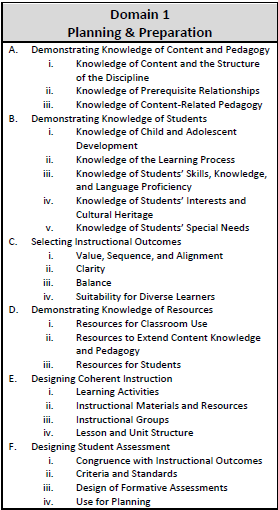 Domain 1
Planning & Preparation
A. Demonstrating Knowledge of Content and Pedagogy
i. Knowledge of Content and the Structure
of the Discipline
ii. Knowledge of Prerequisite Relationships
iii. Knowledge of Content-Related Pedagogy
B. Demonstrating Knowledge of Students
i. Knowledge of Child and Adolescent
Development
ii. Knowledge of the Learning Process
iii. Knowledge of Students' Skills, Knowledge,
and Language Proficiency
iv. Knowledge of Students' Interests and
Cultural Heritage
v. Knowledge of Students' Special Needs
C. Selecting Instructional Outcomes
i. Value, Sequence, and Alignment
ii. Clarity
iii. Balance
iv. Suitability for Diverse Learners
D. Demonstrating Knowledge of Resources
i. Resources for Classroom Use
ii. Resources to Extend Content Knowledge
and Pedagogy
iii. Resources for Students
E. Designing Coherent Instruction
i. Learning Activities
ii. Instructional Materials and Resources
iii. Instructional Groups
iv. Lesson and Unit Structure
F. Designing Student Assessment
i. Congruence with Instructional Outcomes
ii. Criteria and Standards
iii. Design of Formative Assessments
iv. Use for Planning